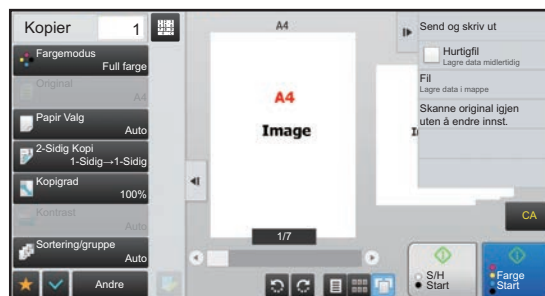 Kopier
1
Fargemodus
Full farge
Original
A4
Papir Valg
Auto
2-Sidig Kopi
1-Sidig→1-Sidig
Kopigrad
100%
Kontrast
Auto
Sortering/gruppe
Auto
Andre
A4
A4
Image
1/7
Send og skriv ut
Hurtigfil
Lagre data midlertidig
Fil
Lagre data i mappe
Skanne original igjen
uten å endre innst.
CA
S/H
Start
Farge
Start